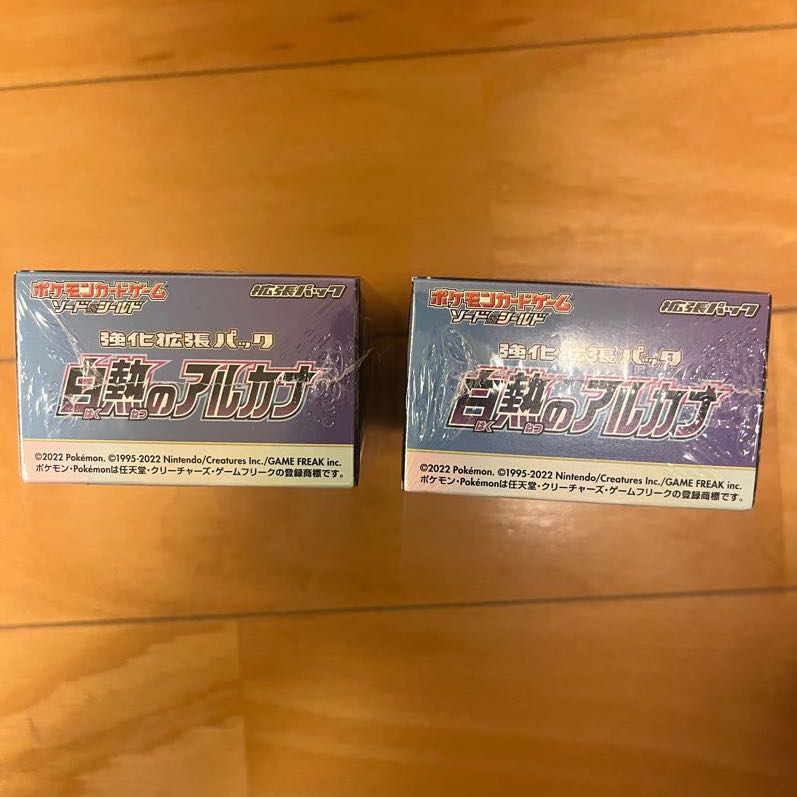 ポケモンカードゲーム
ソード&シールド
拡張パック
強化拡張パック
白熱のアルカナ
はく ねつ
©2022 Pokémon. ©1995-2022 Nintendo/Creatures Inc./GAME FREAK inc.
ポケモン・Pokémonは任天堂・クリーチャーズ・ゲームフリークの登録商標です。
ポケモンカードゲーム
ソード&シールド
拡張パック
強化拡張パック
白熱のアルカナ
はく ねつ
©2022 Pokémon. ©1995-2022 Nintendo/Creatures Inc./GAME FREAK inc.
ポケモン・Pokémonは任天堂・クリーチャーズ・ゲームフリークの登録商標です。